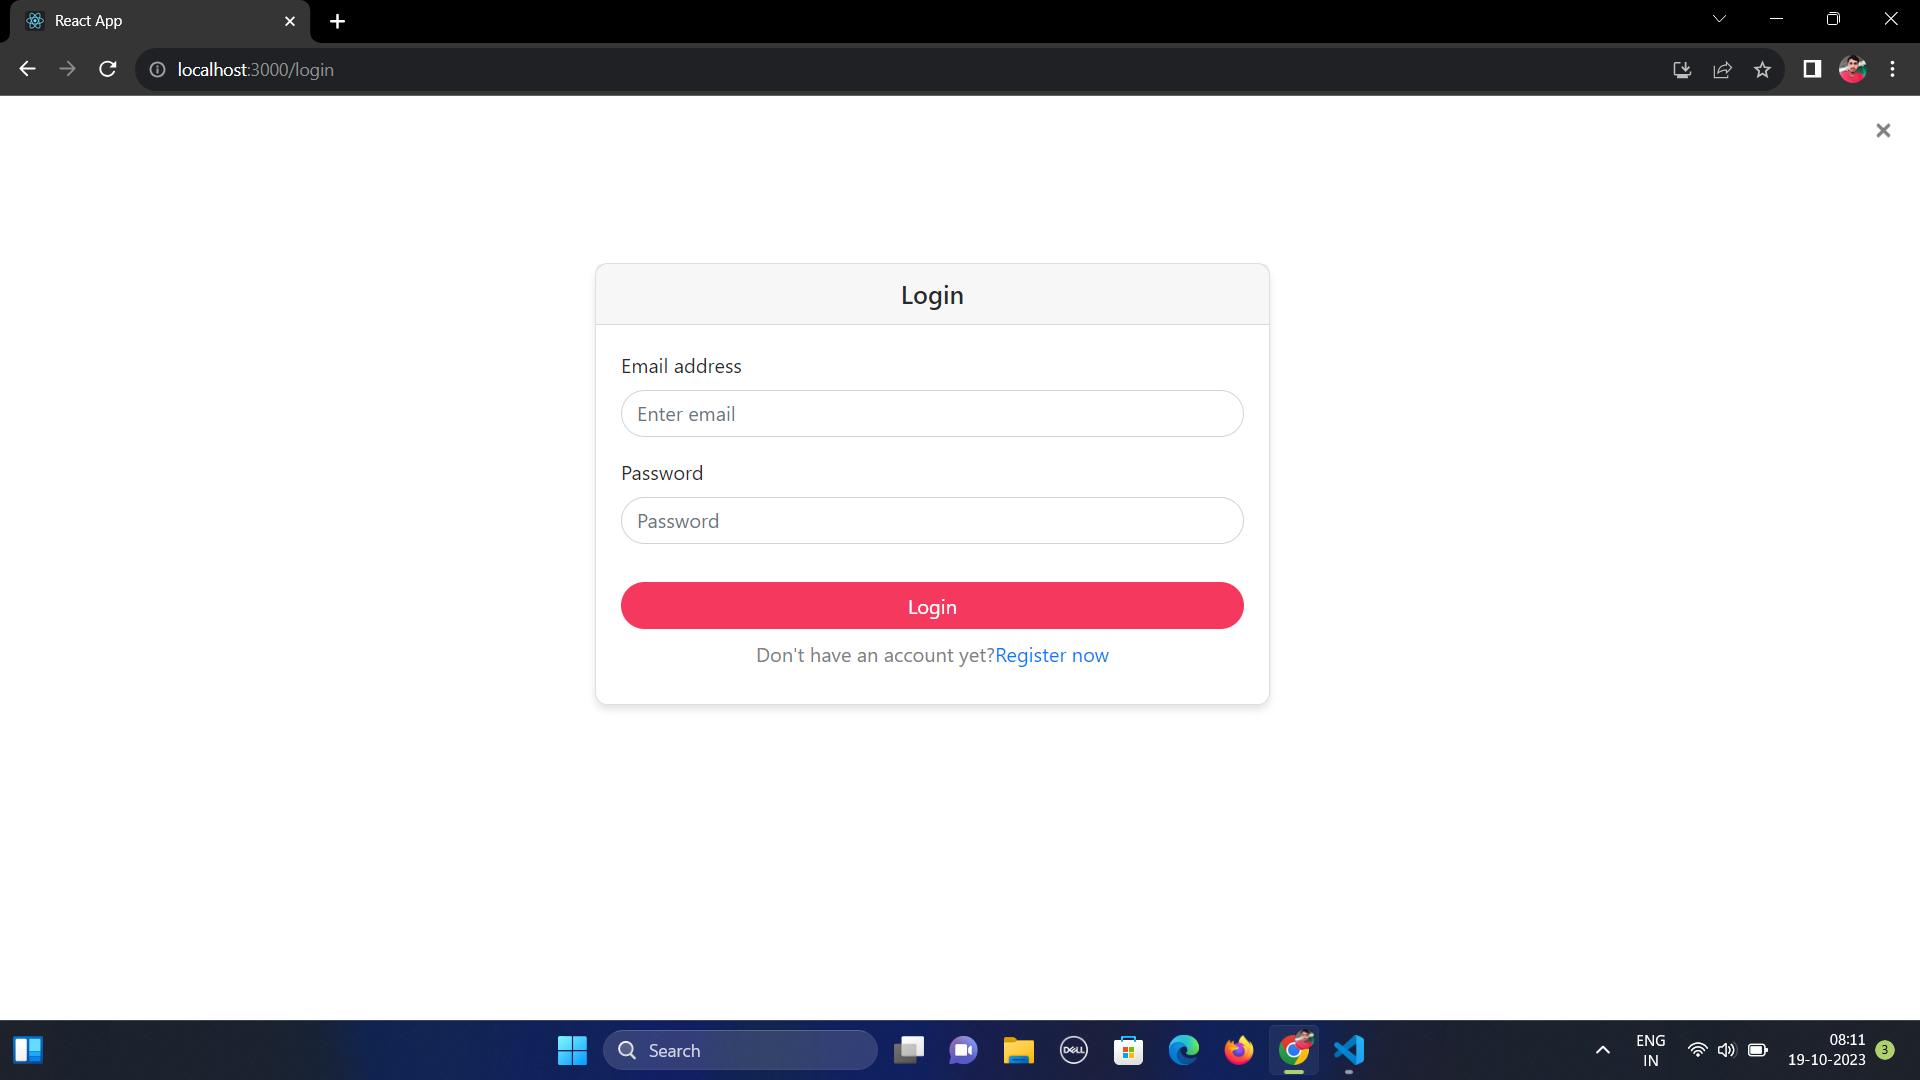 React App
localhost:3000/login
Login
Email address
Enter email
Password
Password
Login
Don't have an account yet?Register now
Search
DELL
ENG
IN
08:11
19-10-2023
3